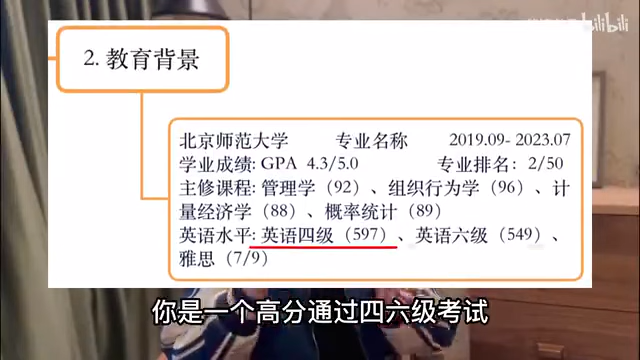 bilibili
2. 教育背景
北京师范大学 专业名称 2019.09- 2023.07
学业成绩: GPA 4.3/5.0 专业排名：2/50
主修课程: 管理学（92）、组织行为学（96）、计
量经济学（88）、概率统计（89）
英语水平: 英语四级（597）、英语六级（549）、
雅思（7/9）
你是一个高分通过四六级考试